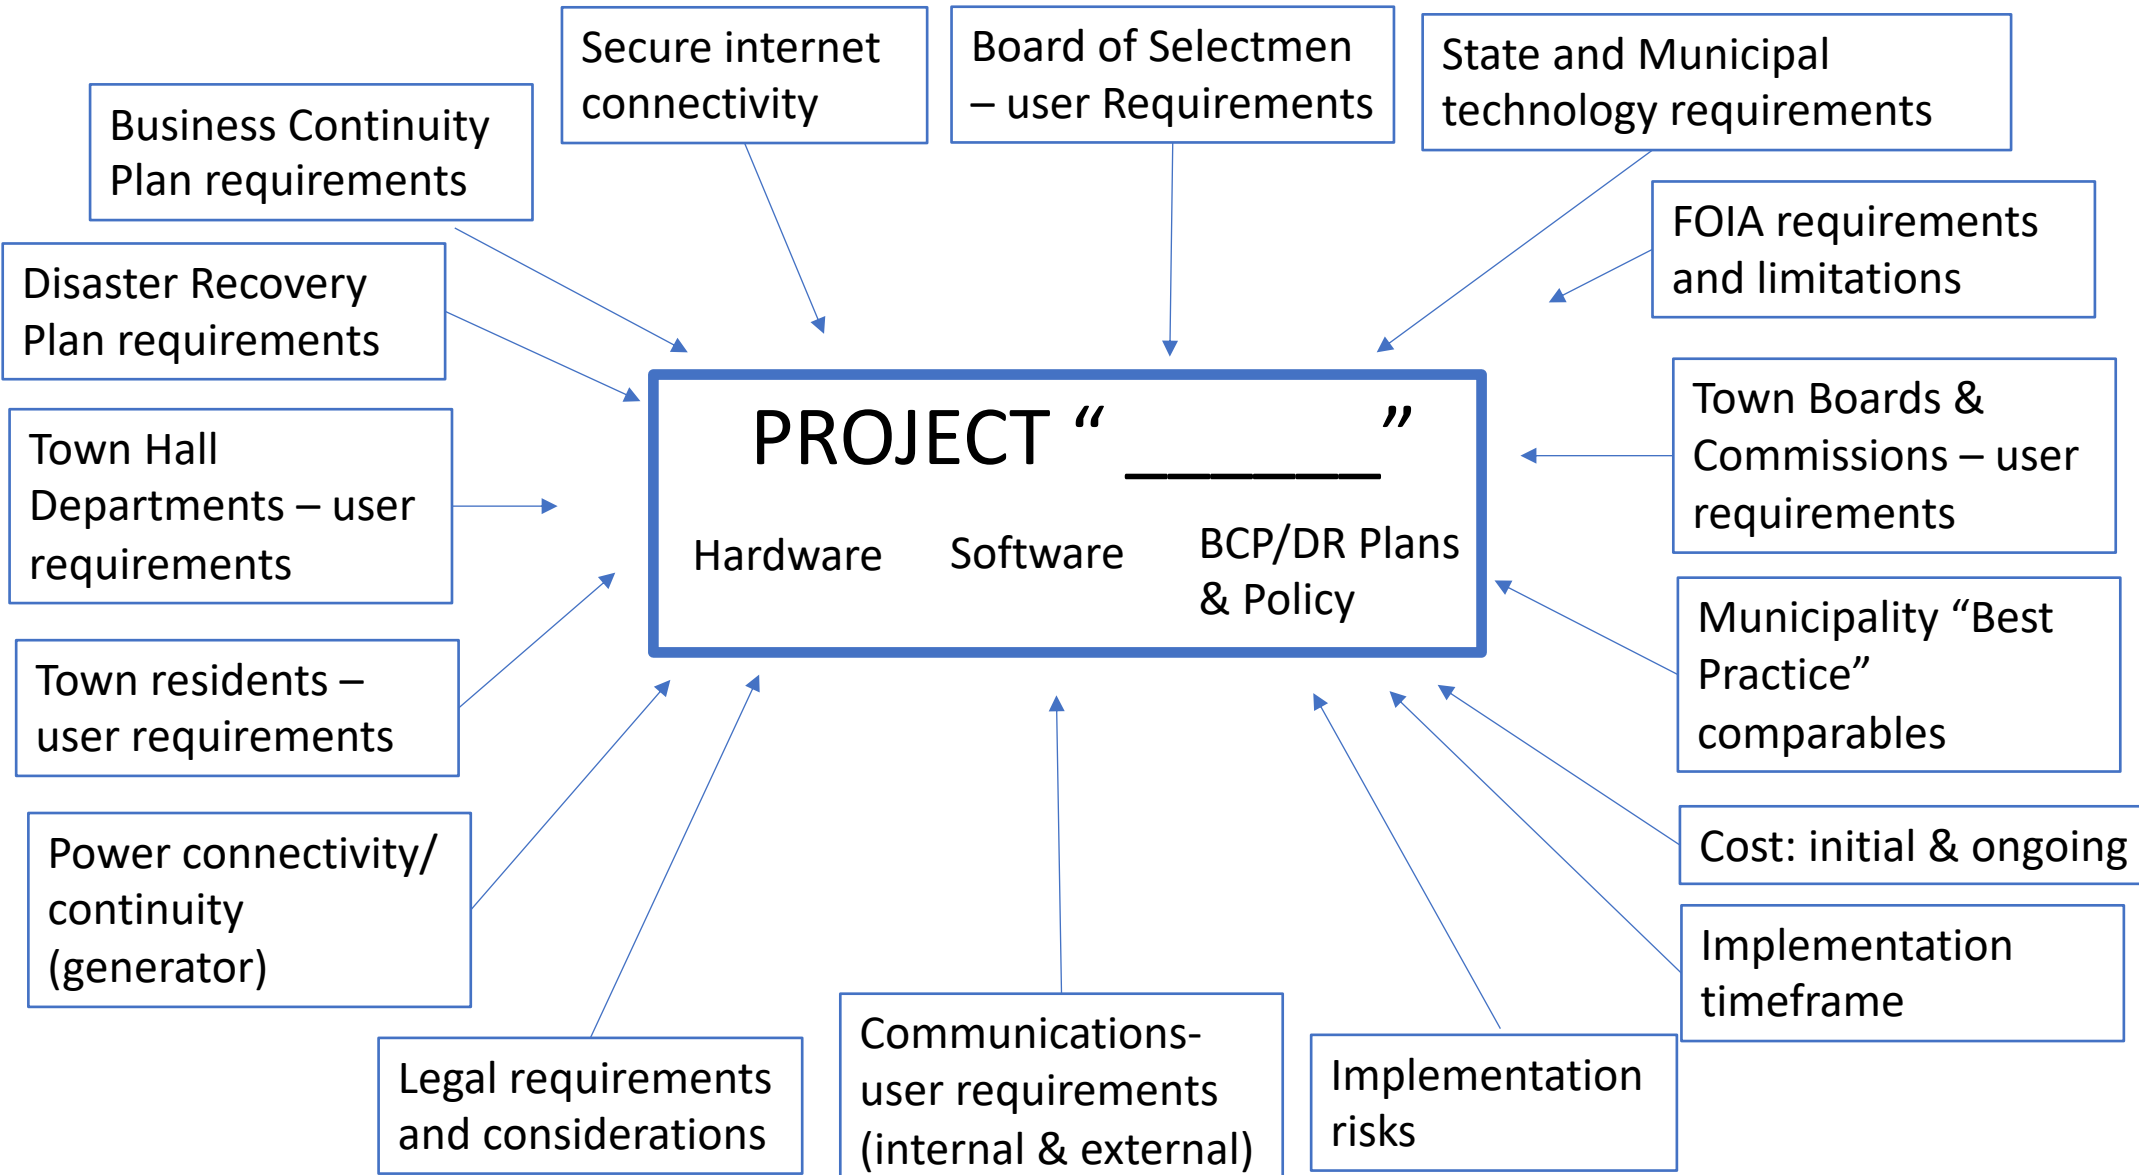 Secure internet
connectivity
Board of Selectmen
– user Requirements
State and Municipal
technology requirements
Business Continuity
Plan requirements
FOIA requirements
and limitations
Disaster Recovery
Plan requirements
PROJECT “ ______”
Hardware
Software
BCP/DR Plans
& Policy
Town Boards &
Commissions – user
requirements
Town Hall
Departments – user
requirements
Municipality “Best
Practice”
comparables
Town residents –
user requirements
Cost: initial & ongoing
Power connectivity/
continuity
(generator)
Implementation
timeframe
Legal requirements
and considerations
Communications-
user requirements
(internal & external)
Implementation
risks